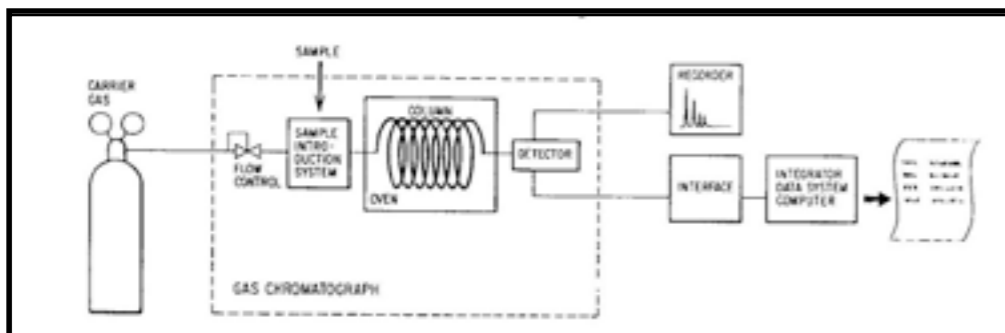 SAMPLE
CARRIER
GAS
FLOW
CONTROL
SAMPLE
INTRO-
DUCTION
SYSTEM
COLUMN
OVEN
DETECTOR
RECORDER
INTERFACE
INTEGRATOR
DATA SYSTEM
COMPUTER
GAS CHROMATOGRAPH